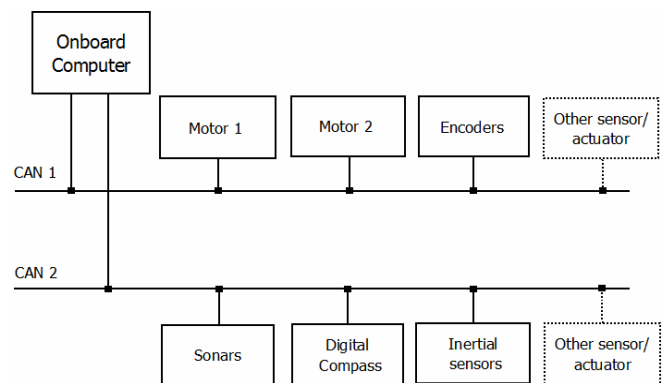 Onboard
Computer
Motor 1
Motor 2
Encoders
Other sensor/
actuator
CAN 1
CAN 2
Sonars
Digital
Compass
Inertial
sensors
Other sensor/
actuator